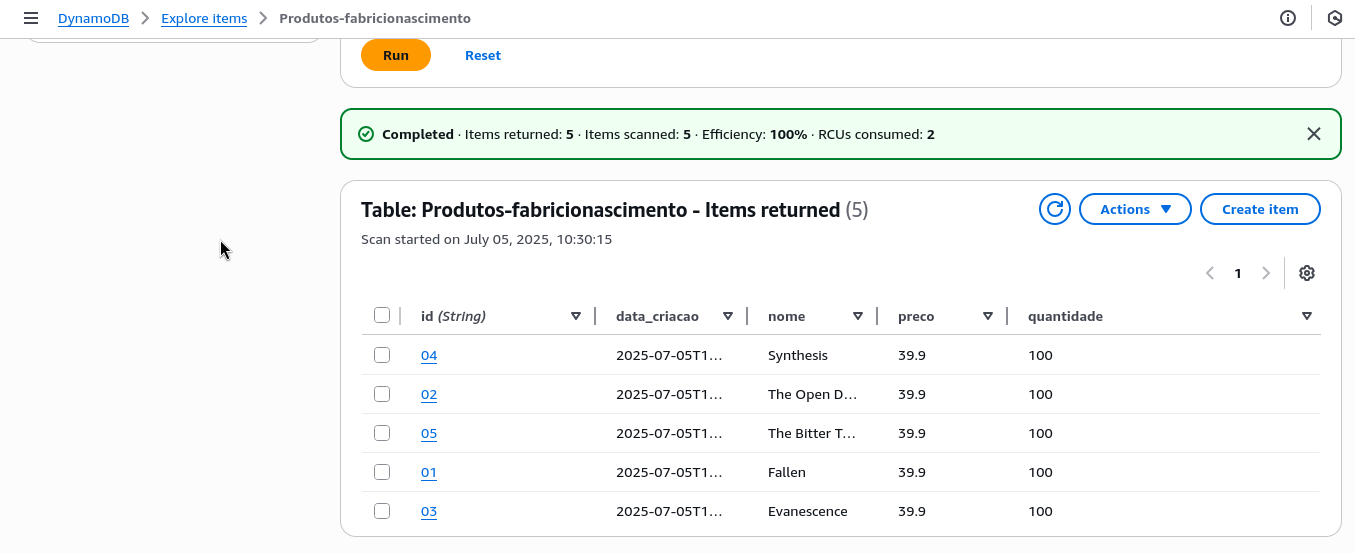 DynamoDB > Explore items > Produtos-fabricionascimento
Run Reset
Completed · Items returned: 5 · Items scanned: 5 · Efficiency: 100% · RCUs consumed: 2
Table: Produtos-fabricionascimento - Items returned (5)
Actions Create item
Scan started on July 05, 2025, 10:30:15
1
id (String) data_criacao nome preco quantidade
04 2025-07-05T1… Synthesis 39.9 100
02 2025-07-05T1… The Open D… 39.9 100
05 2025-07-05T1… The Bitter T… 39.9 100
01 2025-07-05T1… Fallen 39.9 100
03 2025-07-05T1… Evanescence 39.9 100